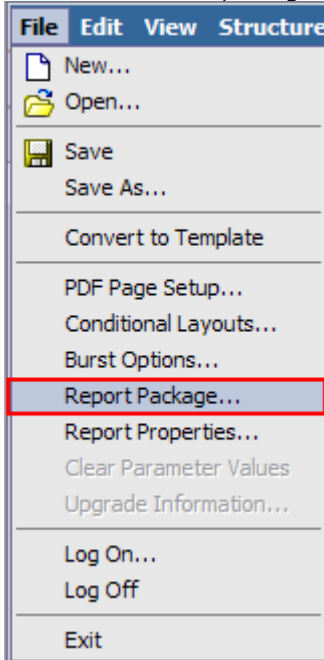 File Edit View Structure
New...
Open...
Save
Save As...
Convert to Template
PDF Page Setup...
Conditional Layouts...
Burst Options...
Report Package...
Report Properties...
Clear Parameter Values
Upgrade Information...
Log On...
Log Off
Exit